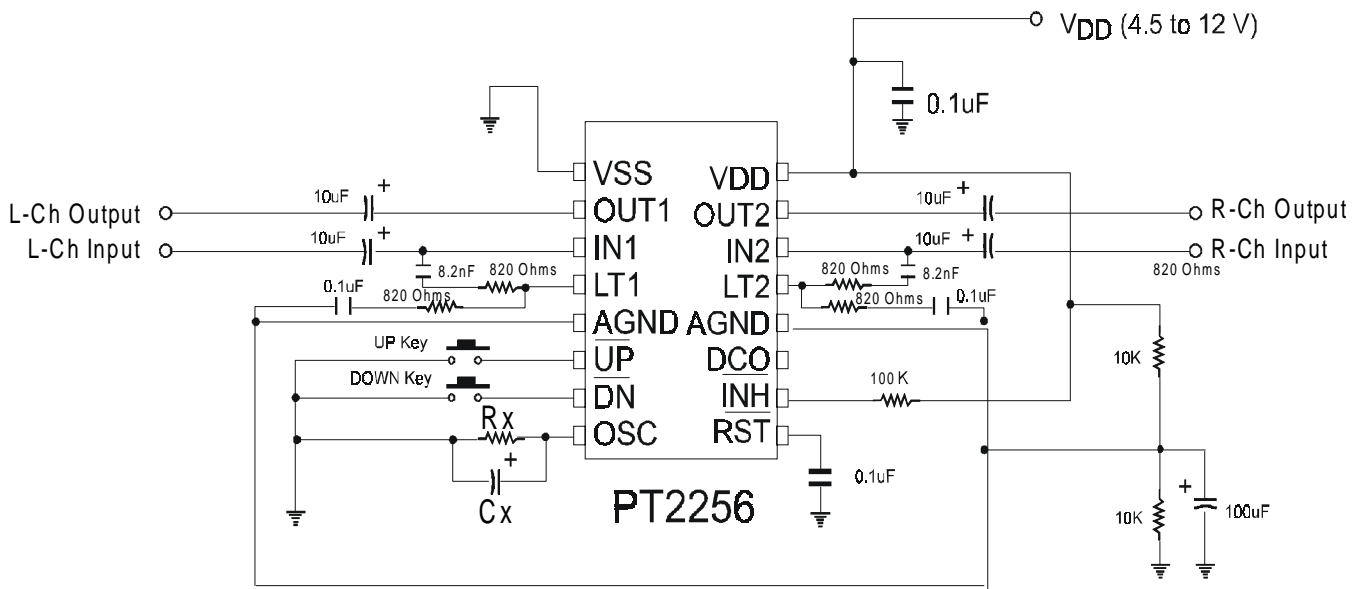 VDD (4.5 to 12 V)
0.1uF
VSS
VDD
10uF +
L-Ch Output
OUT1
OUT2
10uF +
R-Ch Output
L-Ch Input
10uF +
IN1
IN2
10uF +
R-Ch Input
8.2nF
820 Ohms
LT1
LT2
820 Ohms
8.2nF
820 Ohms
0.1uF
820 Ohms
820 Ohms
0.1uF
AGND
AGND
UP Key
UP
DCO
10K
DOWN Key
DN
INH
100 K
Rx
OSC
RST
+
Cx
0.1uF
PT2256
10K
+
100uF